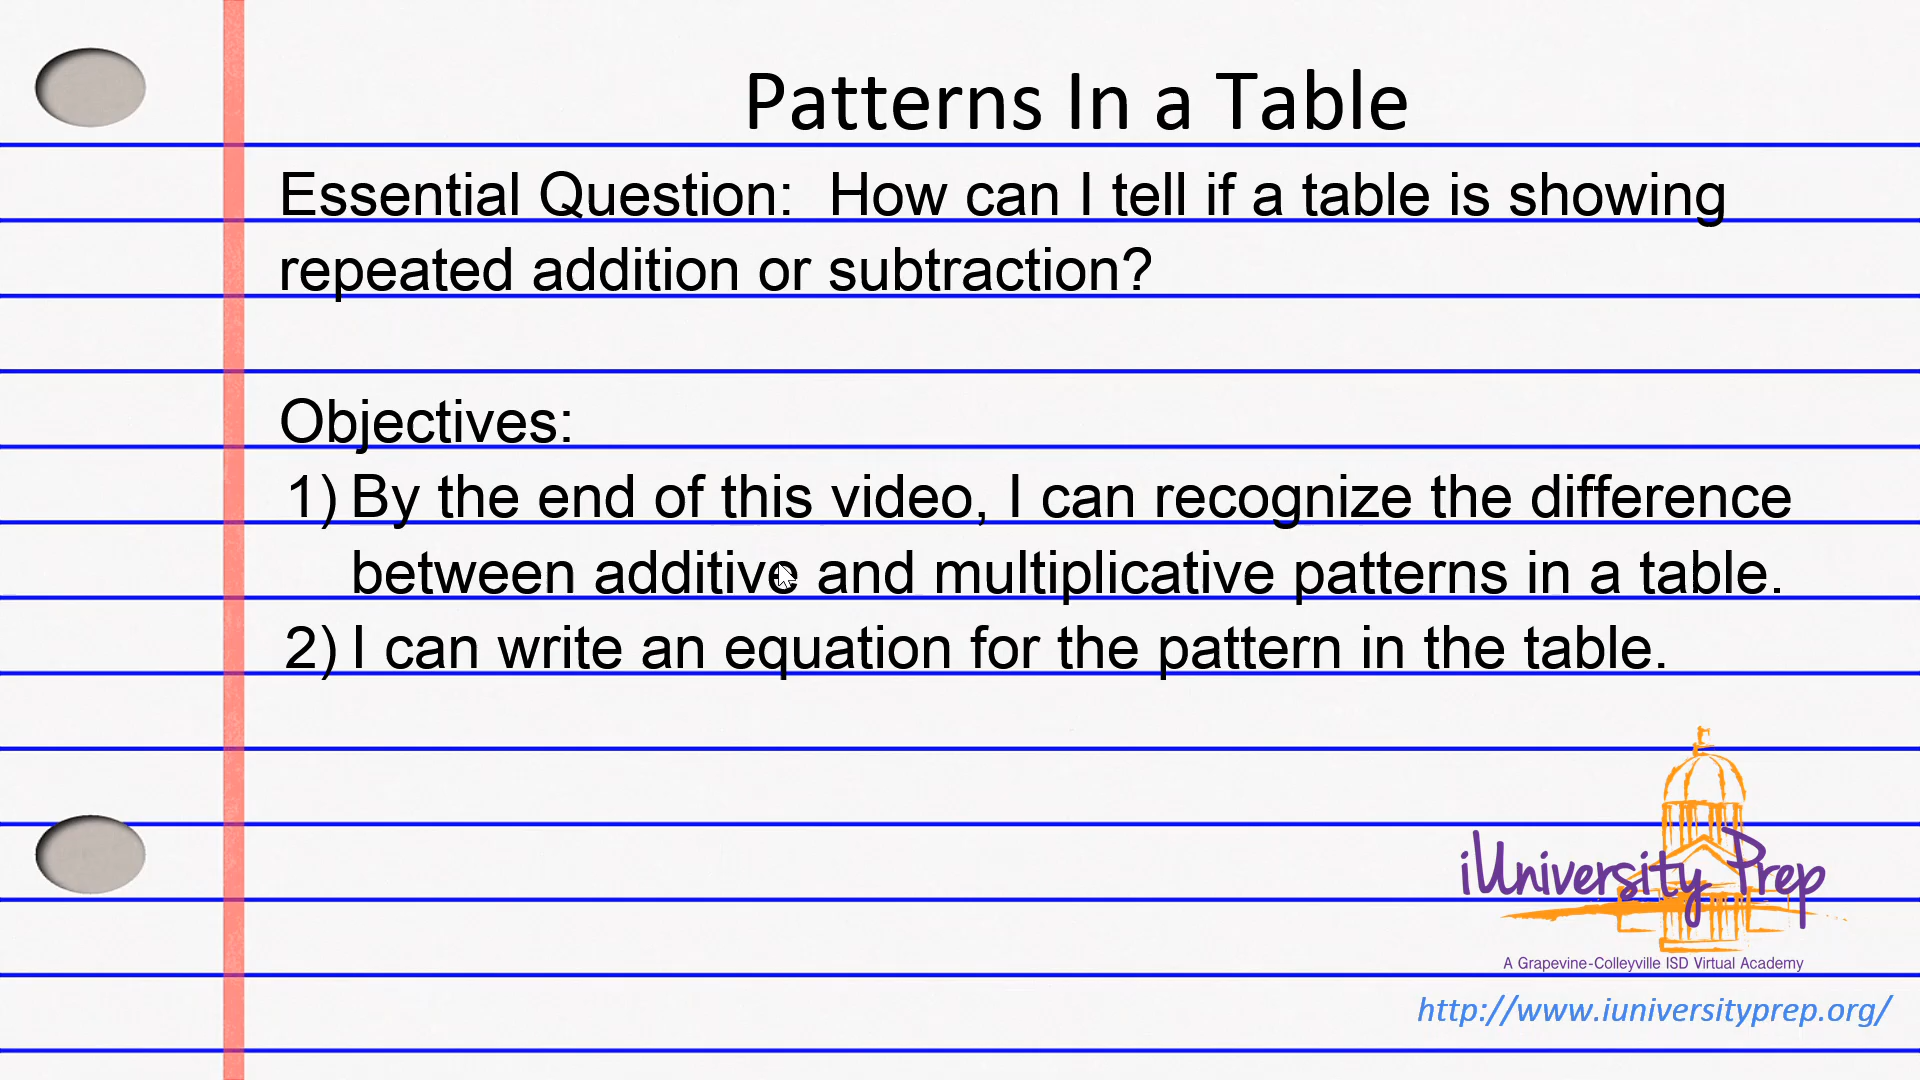 Patterns In a Table
Essential Question:  How can I tell if a table is showing
repeated addition or subtraction?
Objectives:
1) By the end of this video, I can recognize the difference
between additive and multiplicative patterns in a table.
2) I can write an equation for the pattern in the table.
iUniversity Prep
A Grapevine-Colleyville ISD Virtual Academy
http://www.iuniversityprep.org/